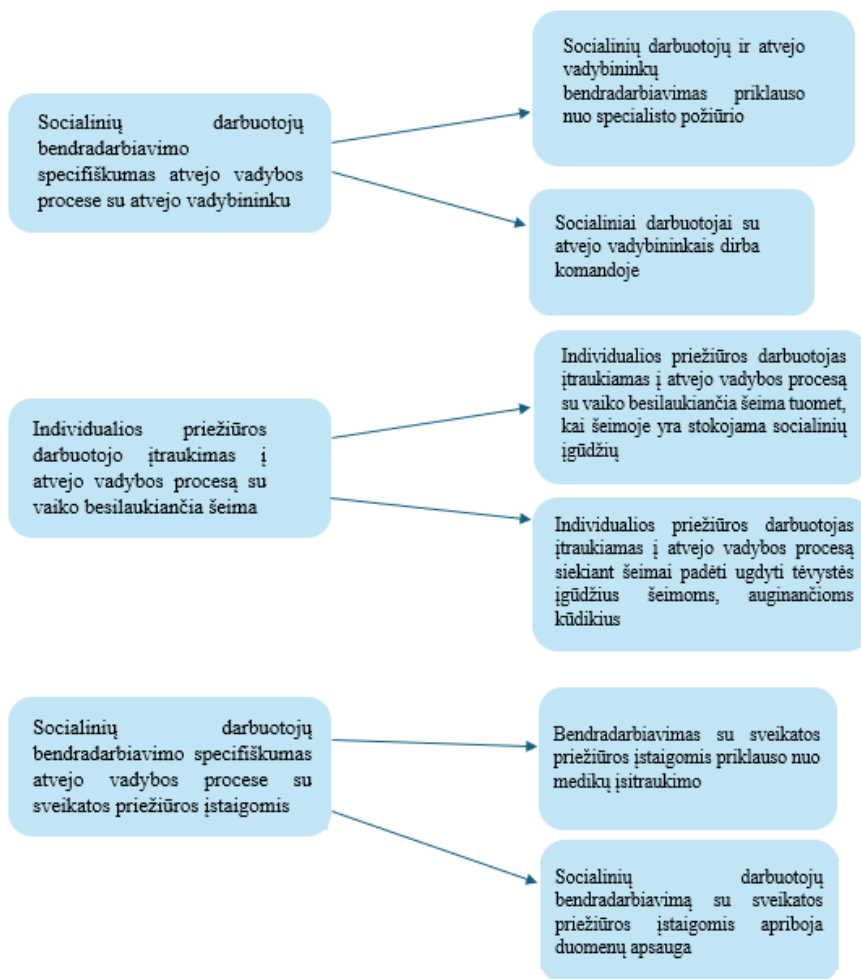 Socialinių darbuotojų
bendradarbiavimo
specifiškumas atvejo vadybos
procese su atvejo vadybininku
Socialinių darbuotojų ir atvejo
vadybininkų
bendradarbiavimas priklauso
nuo specialisto požiūrio
Socialiniai darbuotojai su
atvejo vadybininkais dirba
komandoje
Individualios priežiūros
darbuotojo įtraukimas į
atvejo vadybos procesą su
vaiko besilaukiančia šeima
Individualios priežiūros darbuotojas
įtraukiamas į atvejo vadybos procesą
su vaiko besilaukiančia šeima tuomet,
kai šeimoje yra stokojama socialinių
įgūdžių
Individualios priežiūros darbuotojas
įtraukiamas į atvejo vadybos procesą
siekiant šeimai padėti ugdyti tėvystės
įgūdžius šeimoms, auginančioms
kūdikius
Socialinių darbuotojų
bendradarbiavimo specifiškumas
atvejo vadybos procese su
sveikatos priežiūros įstaigomis
Bendradarbiavimas su sveikatos
priežiūros įstaigomis priklauso nuo
medikų įsitraukimo
Socialinių darbuotojų
bendradarbiavimą su sveikatos
priežiūros įstaigomis apriboja
duomenų apsauga